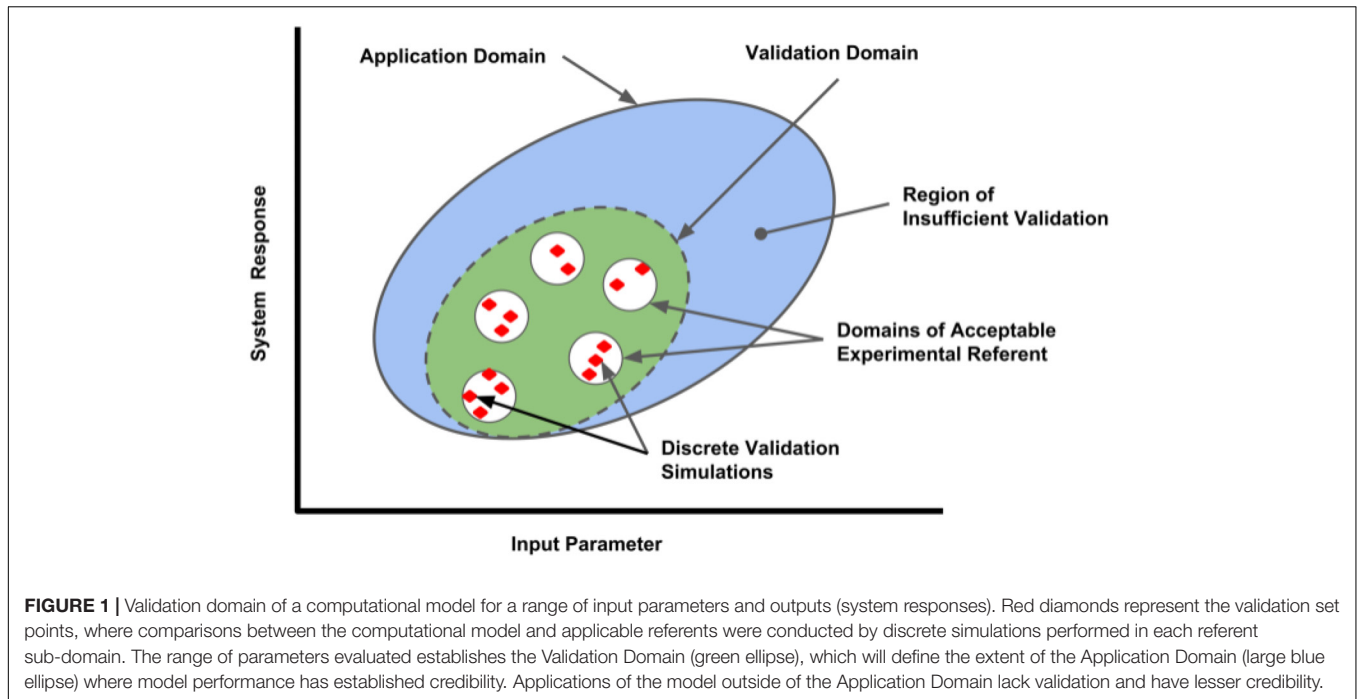 Application Domain
Validation Domain
Region of
Insufficient Validation
System Response
Domains of Acceptable
Experimental Referent
Discrete Validation
Simulations
Input Parameter
FIGURE 1 | Validation domain of a computational model for a range of input parameters and outputs (system responses). Red diamonds represent the validation set
points, where comparisons between the computational model and applicable referents were conducted by discrete simulations performed in each referent
sub-domain. The range of parameters evaluated establishes the Validation Domain (green ellipse), which will define the extent of the Application Domain (large blue
ellipse) where model performance has established credibility. Applications of the model outside of the Application Domain lack validation and have lesser credibility.